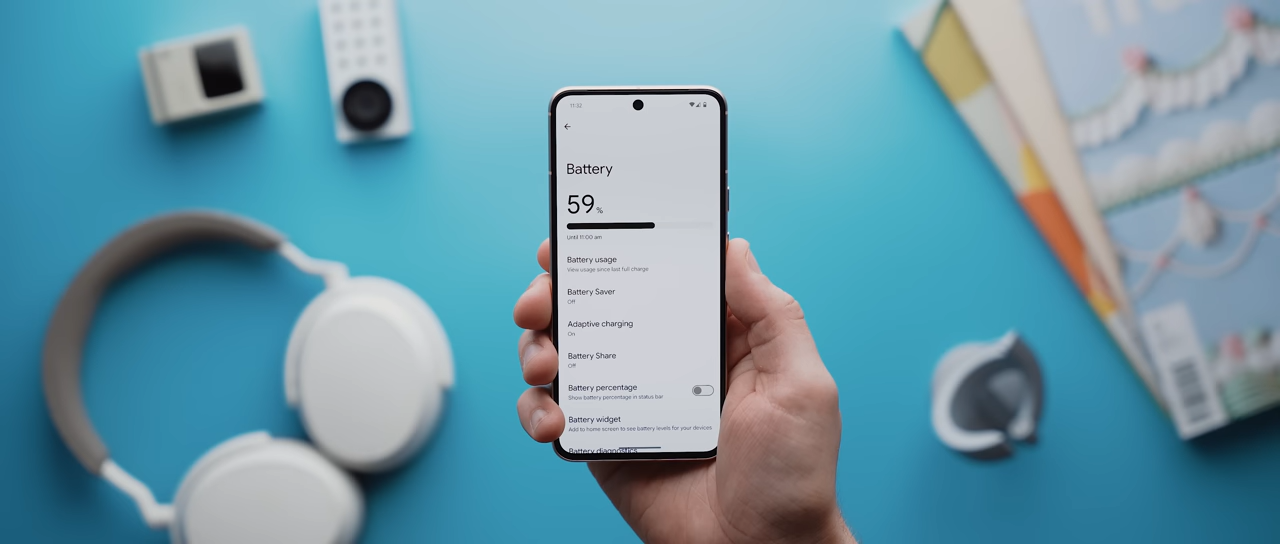 11:32
Battery
59%
Until 11:00 am
Battery usage
View usage since last full charge
Battery Saver
Off
Adaptive charging
On
Battery Share
Off
Battery percentage
Show battery percentage in status bar
Battery widget
Add to home screen to see battery levels for your devices
Battery diagnostics